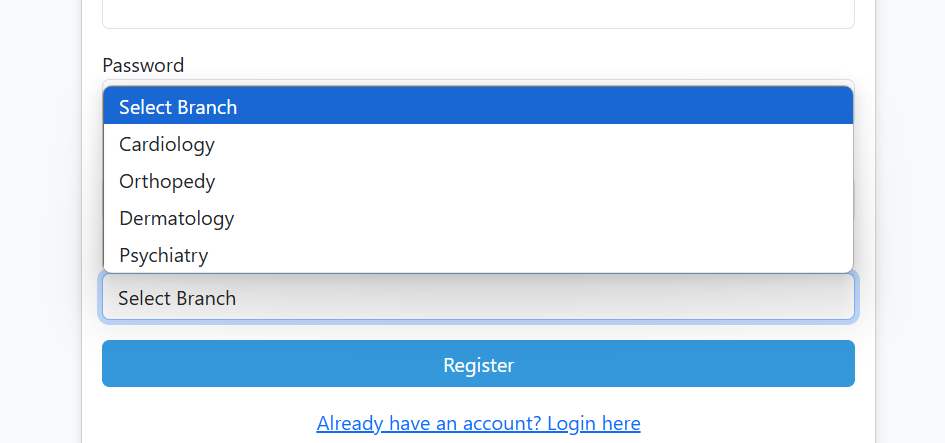 Password
Select Branch
Cardiology
Orthopedy
Dermatology
Psychiatry
Select Branch
Register
Already have an account? Login here